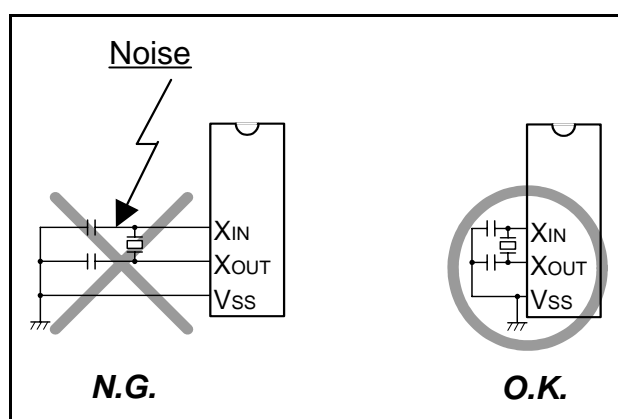 Noise
XIN
XOUT
VSS
N.G.
XIN
XOUT
VSS
O.K.